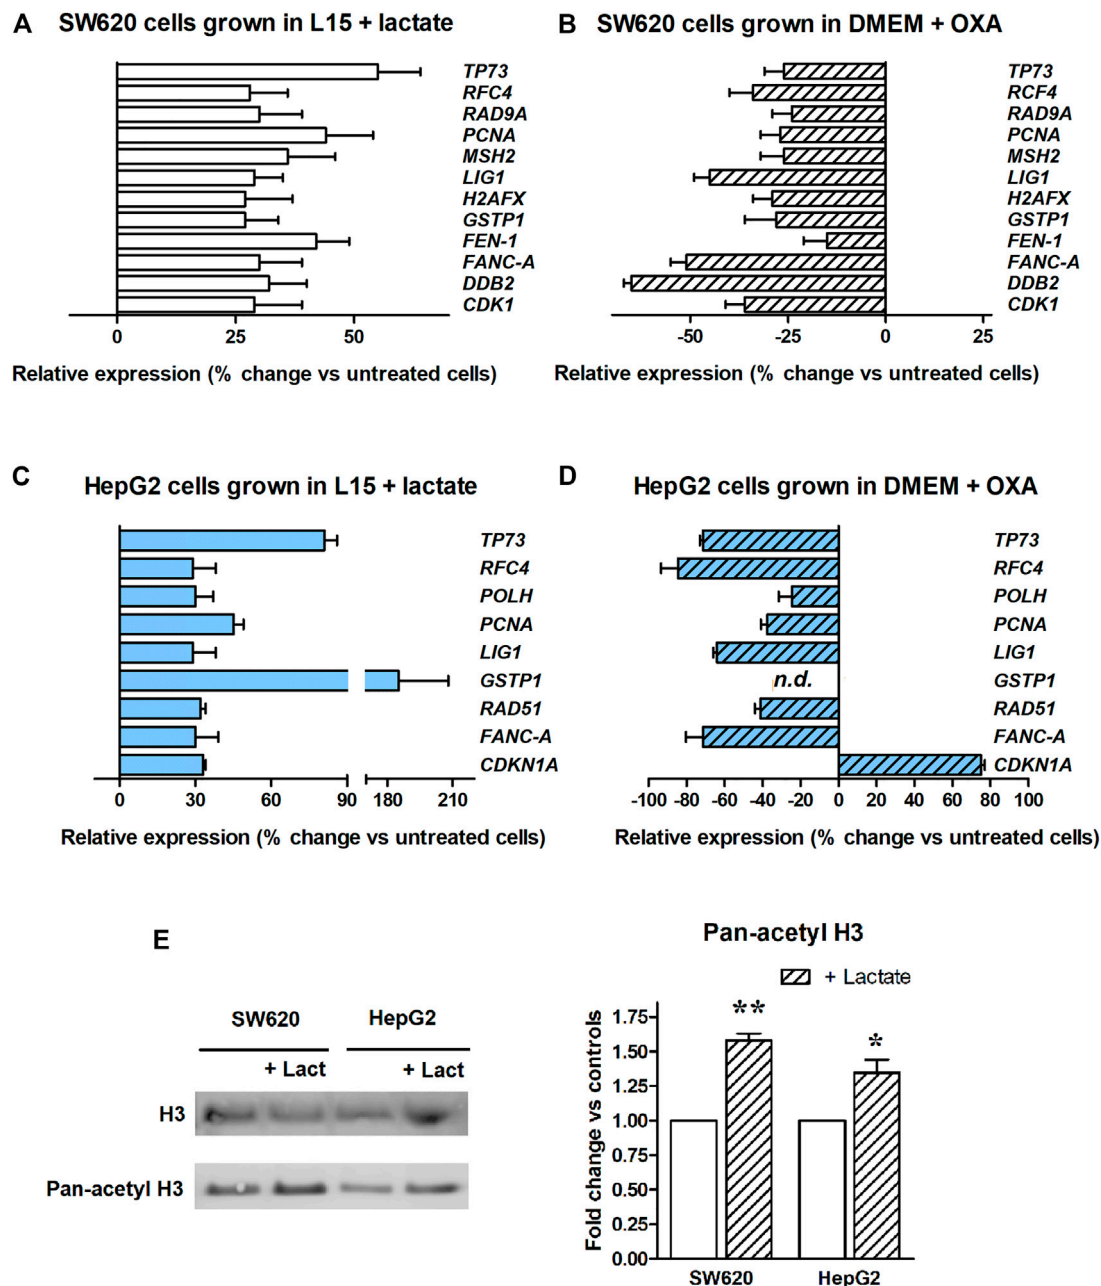 A SW620 cells grown in L15 + lactate
TP73
RFC4
RAD9A
PCNA
MSH2
LIG1
H2AFX
GSTP1
FEN-1
FANC-A
DDB2
CDK1
0 25 50
Relative expression (% change vs untreated cells)
B SW620 cells grown in DMEM + OXA
TP73
RCF4
RAD9A
PCNA
MSH2
LIG1
H2AFX
GSTP1
FEN-1
FANC-A
DDB2
CDK1
-50 -25 0 25
Relative expression (% change vs untreated cells)
C HepG2 cells grown in L15 + lactate
TP73
RFC4
POLH
PCNA
LIG1
GSTP1
RAD51
FANC-A
CDKN1A
0 30 60 90 180 210
Relative expression (% change vs untreated cells)
D HepG2 cells grown in DMEM + OXA
TP73
RFC4
POLH
PCNA
LIG1
n.d. GSTP1
RAD51
FANC-A
CDKN1A
-100 -80 -60 -40 -20 0 20 40 60 80 100
Relative expression (% change vs untreated cells)
E
SW620 HepG2
+ Lact + Lact
H3
Pan-acetyl H3
Pan-acetyl H3
+ Lactate
Fold change vs controls
1.75
1.50
1.25
1.00
0.75
0.50
0.25
0.00
** *
SW620 HepG2